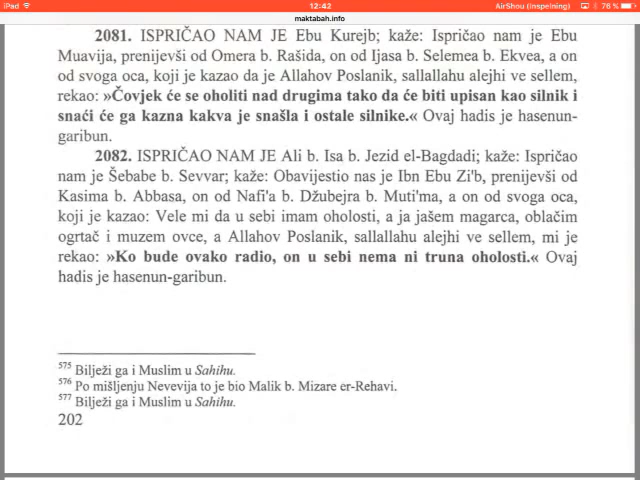 iPad
12:42
AirShou (Inspelning)
76 %
maktabah.info
2081. ISPRIČAO NAM JE Ebu Kurejb; kaže: Ispričao nam je Ebu
Muavija, prenijevši od Omera b. Rašida, on od Ijasa b. Selemea b. Ekvea, a on
od svoga oca, koji je kazao da je Allahov Poslanik, sallallahu alejhi ve sellem,
rekao: »Čovjek će se oholiti nad drugima tako da će biti upisan kao silnik i
snaći će ga kazna kakva je snašla i ostale silnike.« Ovaj hadis je hasenun-
garibun.
2082. ISPRIČAO NAM JE Ali b. Isa b. Jezid el-Bagdadi; kaže: Ispričao
nam je Šebabe b. Sevvar; kaže: Obavijestio nas je Ibn Ebu Zi'b, prenijevši od
Kasima b. Abbasa, on od Nafi'a b. Džubejra b. Muti'ma, a on od svoga oca,
koji je kazao: Vele mi da u sebi imam oholosti, a ja jašem magarca, oblačim
ogrtač i muzem ovce, a Allahov Poslanik, sallallahu alejhi ve sellem, mi je
rekao: »Ko bude ovako radio, on u sebi nema ni truna oholosti.« Ovaj
hadis je hasenun-garibun.
575 Bilježi ga i Muslim u Sahihu.
576 Po mišljenju Nevevija to je bio Malik b. Mizare er-Rehavi.
577 Bilježi ga i Muslim u Sahihu.
202